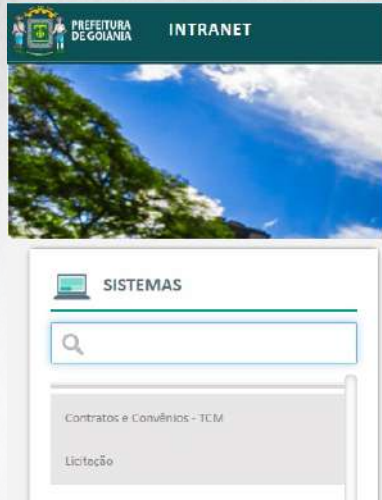 PREFEITURA
DE GOIÂNIA
INTRANET
SISTEMAS
Contratos e Convênios - TCM
Licitação